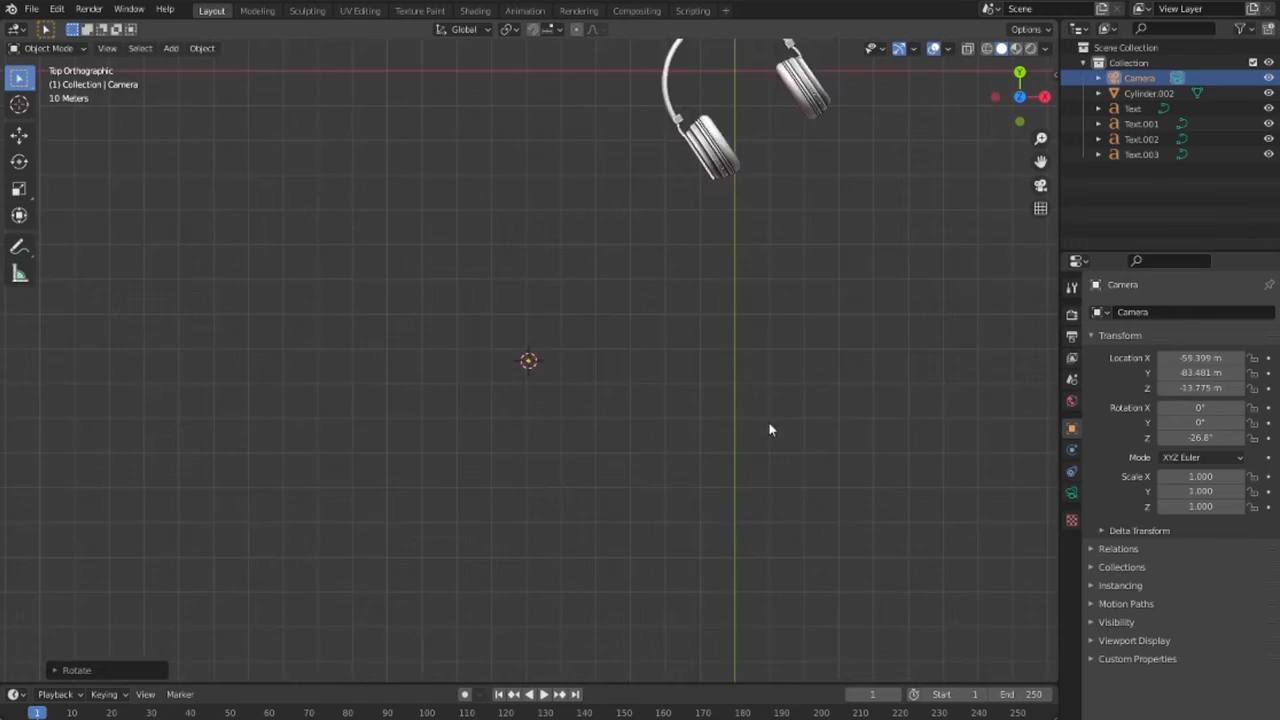 File Edit Render Window Help Layout Modeling Sculpting UV Editing Texture Paint Shading Animation Rendering Compositing Scripting + Scene View Layer
Global Options
Object Mode View Select Add Object
Top Orthographic
(1) Collection | Camera
10 Meters
Y
Z
X
Rotate
Scene Collection
Collection
Camera
Cylinder.002
Text
Text.001
Text.002
Text.003
Camera
Camera
Transform
Location X -59.399 m
Y -83.481 m
Z -13.775 m
Rotation X 0°
Y 0°
Z -26.8°
Mode XYZ Euler
Scale X 1.000
Y 1.000
Z 1.000
Delta Transform
Relations
Collections
Instancing
Motion Paths
Visibility
Viewport Display
Custom Properties
Playback Keying View Marker 1 Start 1 End 250
1 10 20 30 40 50 60 70 80 90 100 110 120 130 140 150 160 170 180 190 200 210 220 230 240 250